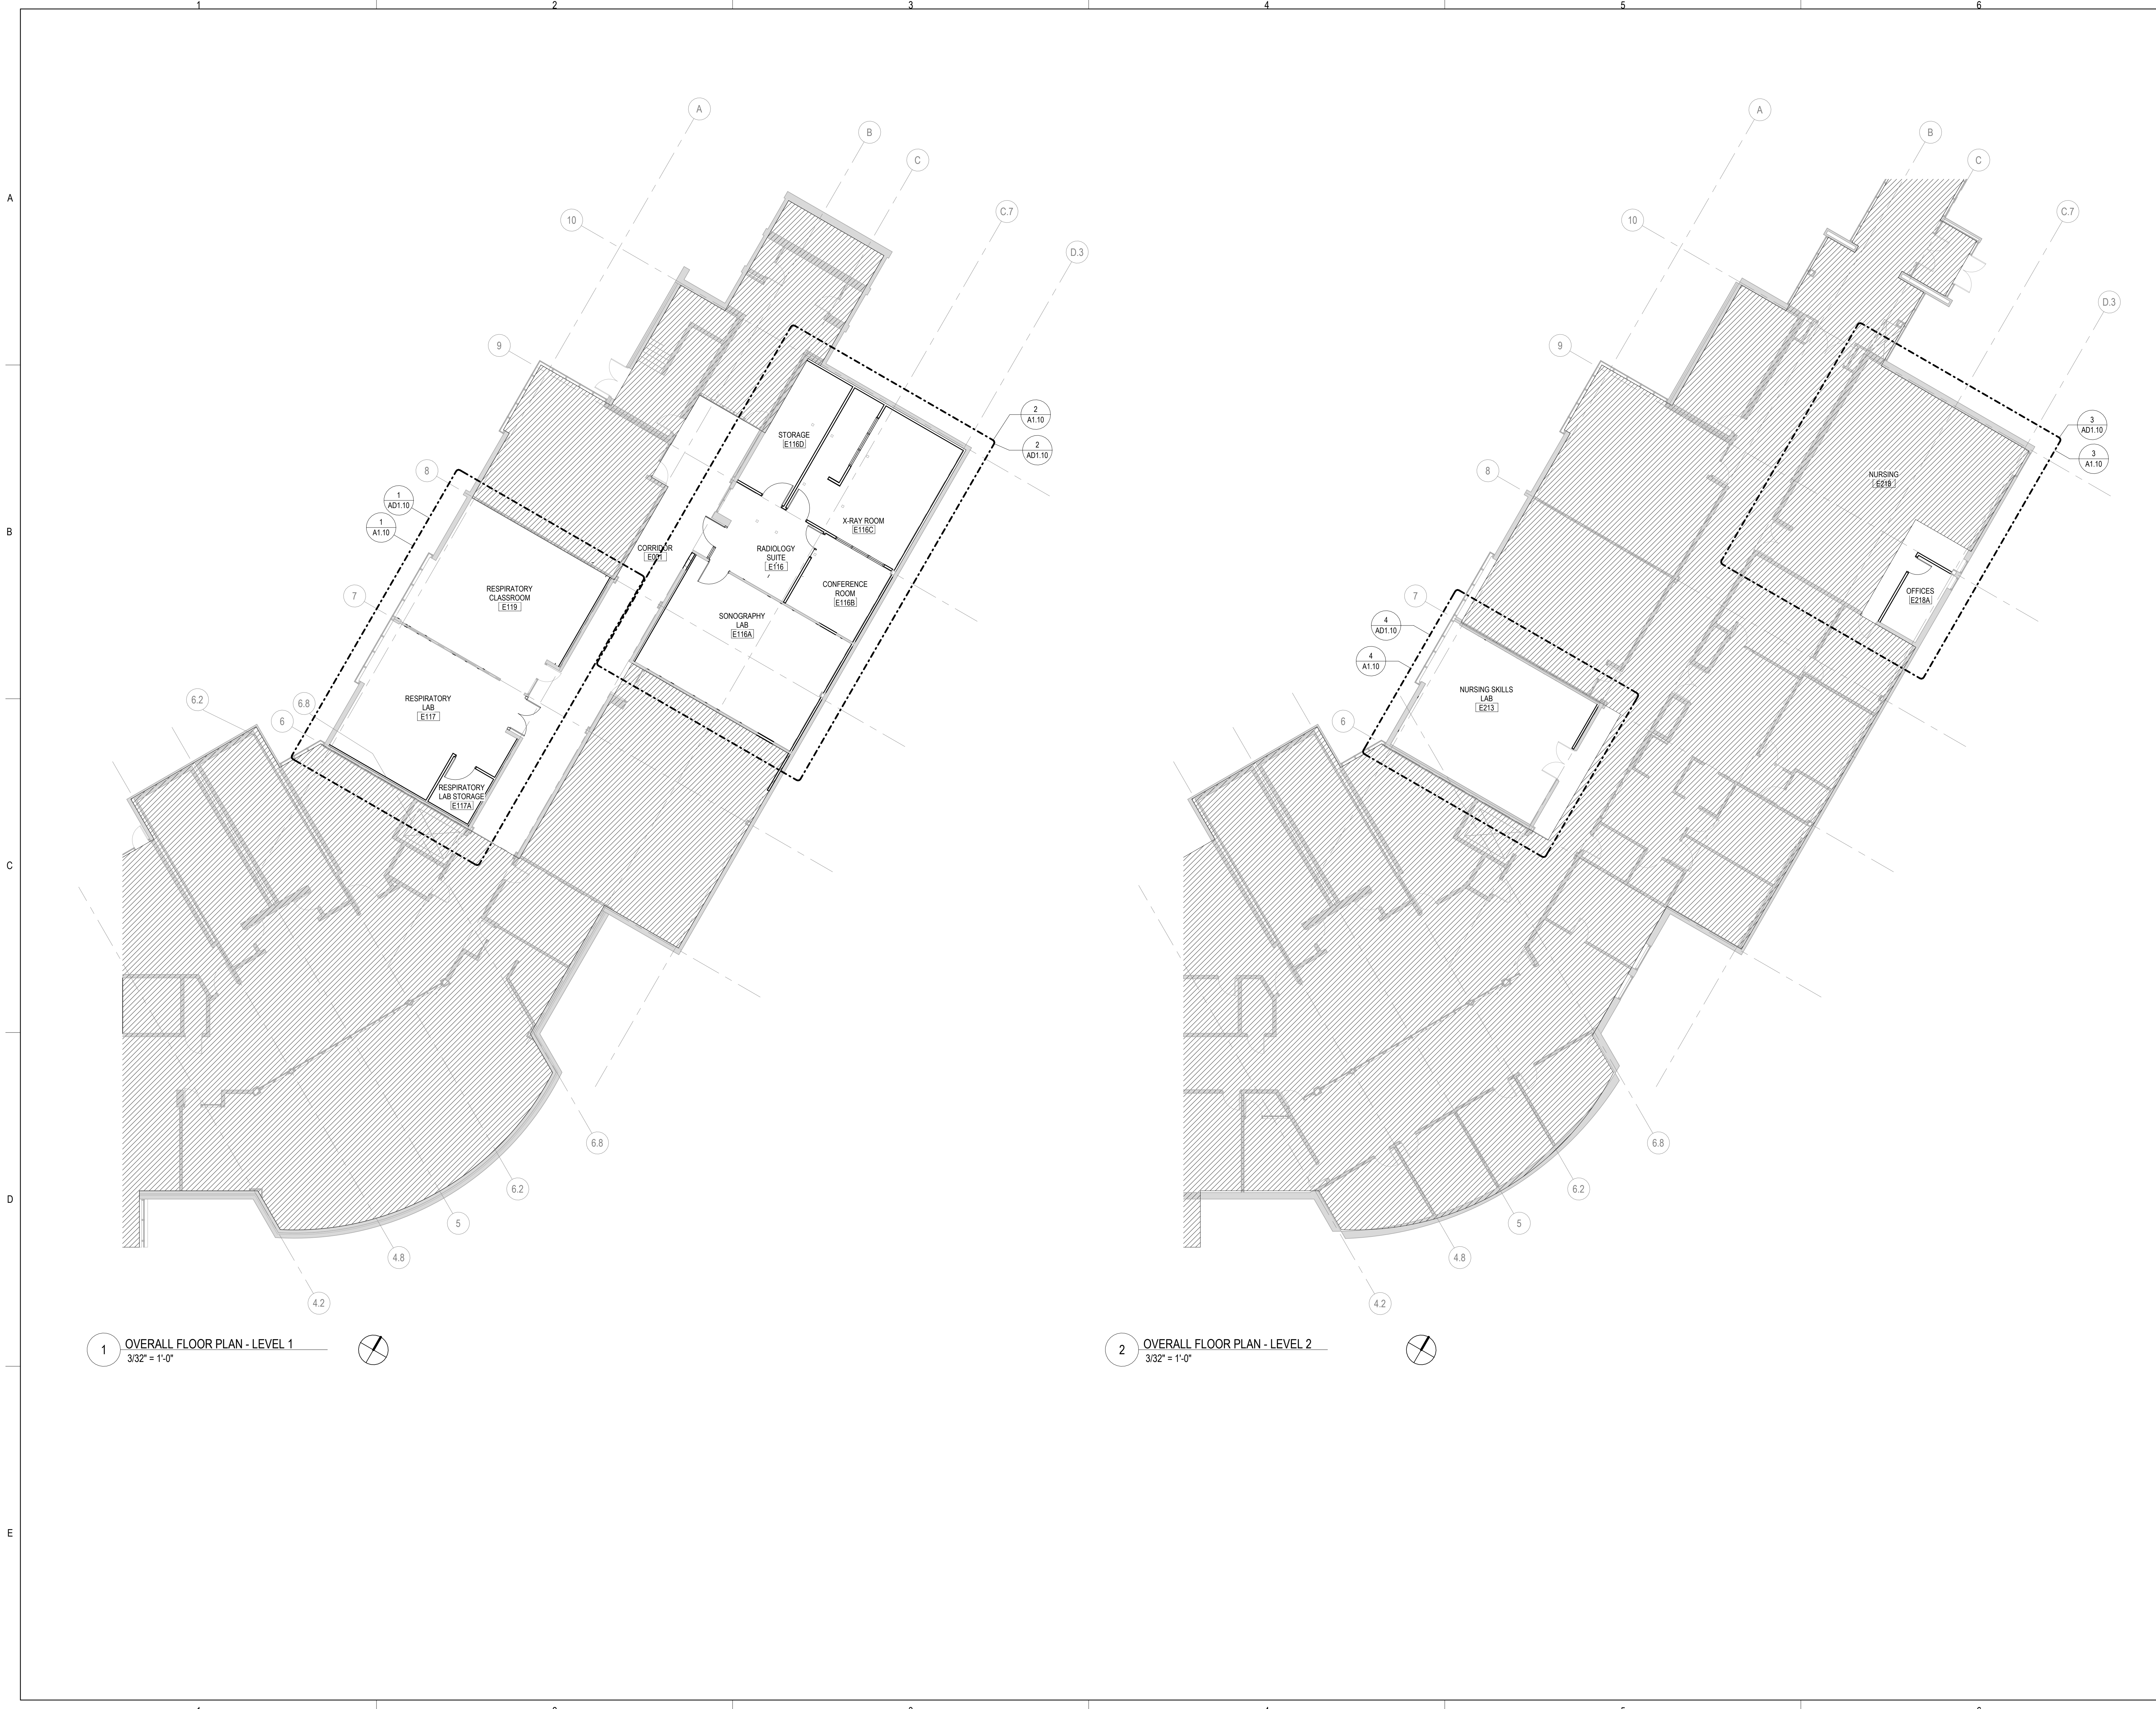 1
2
3
4
5
6
A
B
C
D
E
A
B
C
C.7
D.3
10
9
8
7
6.8
6.2
6
1
AD1.10
1
A1.10
2
A1.10
2
AD1.10
STORAGE
E116D
X-RAY ROOM
E116C
CORRIDOR
E001
RADIOLOGY
SUITE
E116
CONFERENCE
ROOM
E116B
SONOGRAPHY
LAB
E116A
RESPIRATORY
CLASSROOM
E119
RESPIRATORY
LAB
E117
RESPIRATORY
LAB STORAGE
E117A
6.8
6.2
5
4.8
4.2
1
OVERALL FLOOR PLAN - LEVEL 1
3/32" = 1'-0"
A
B
C
C.7
D.3
10
9
8
7
6
3
AD1.10
3
A1.10
4
AD1.10
4
A1.10
NURSING
E218
OFFICES
E218A
NURSING SKILLS
LAB
E213
6.8
6.2
5
4.8
4.2
2
OVERALL FLOOR PLAN - LEVEL 2
3/32" = 1'-0"